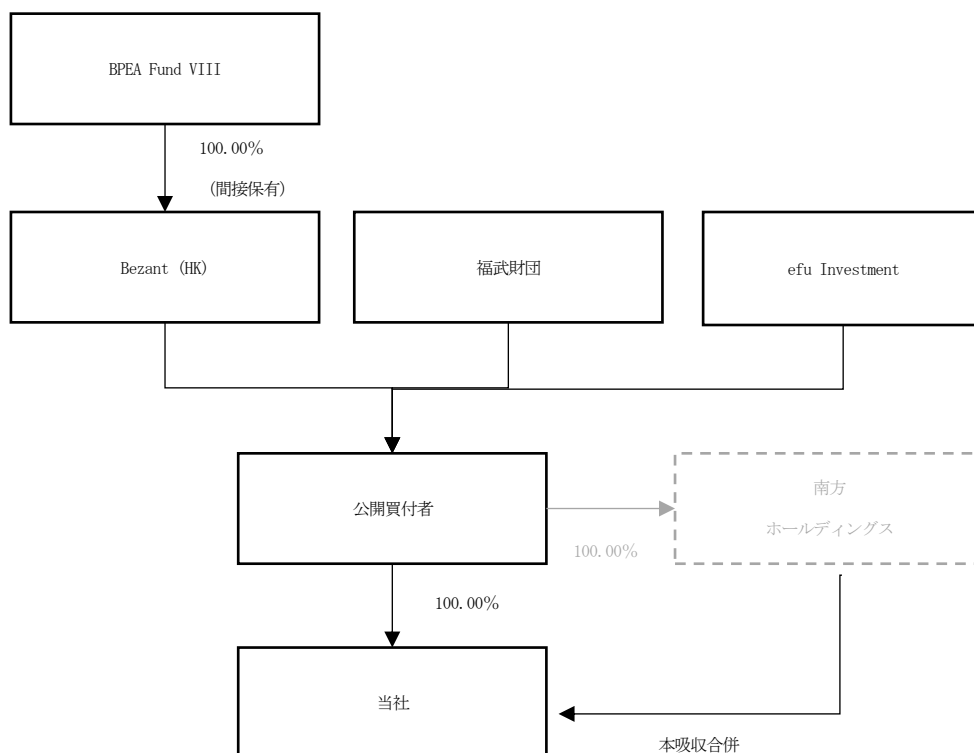 BPEA Fund VIII
100.00%
(間接保有)
Bezant (HK)
福武財団
efu Investment
公開買付者
南方
ホールディングス
100.00%
100.00%
当社
本吸収合併